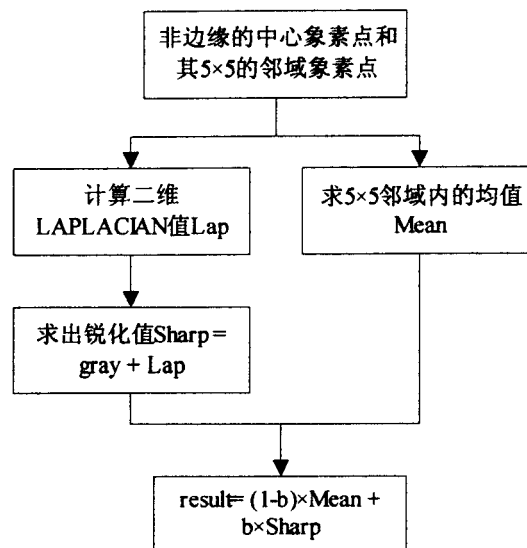 非边缘的中心象素点和
其5×5的邻域象素点
计算二维
LAPLACIAN值Lap
求5×5邻域内的均值
Mean
求出锐化值Sharp=
gray + Lap
result= (1-b)×Mean +
b×Sharp